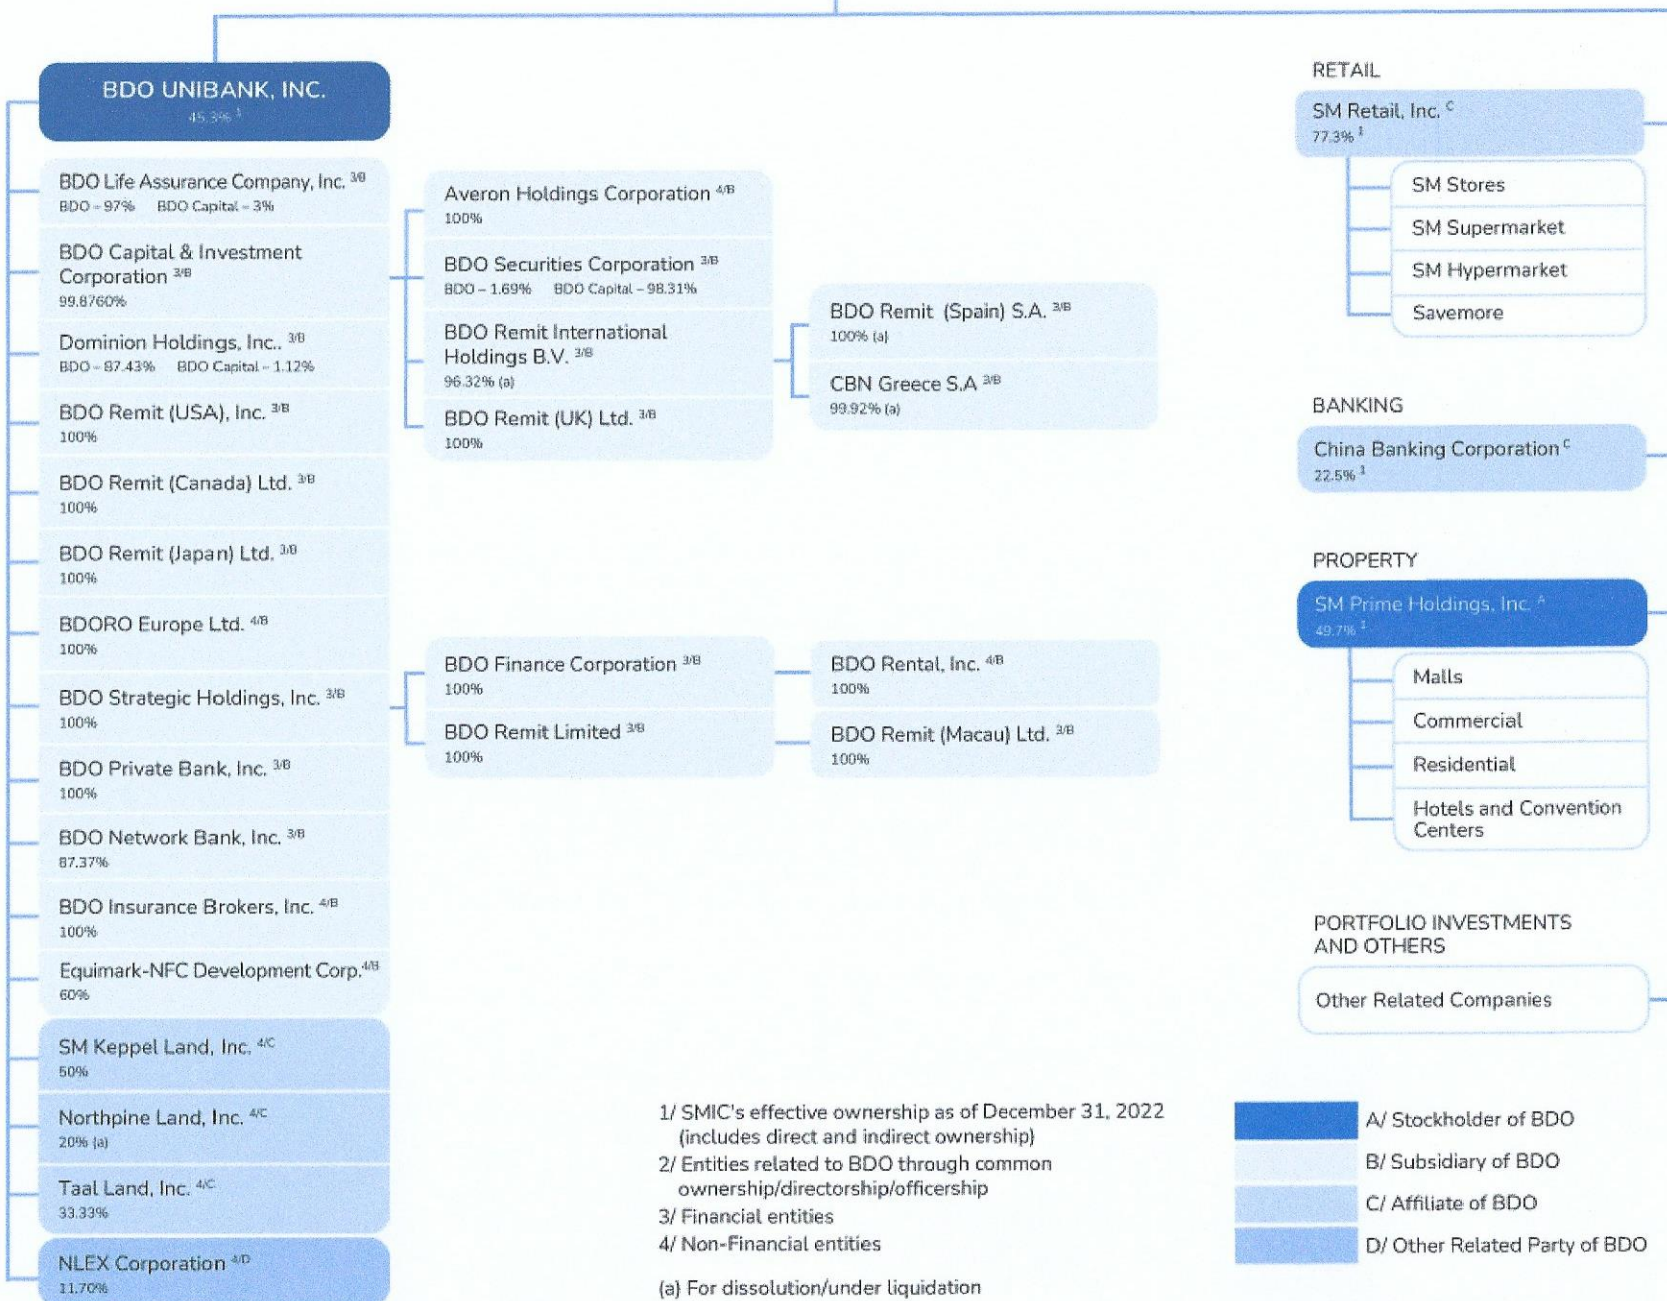 BDO UNIBANK, INC.
45.3% 1
BDO Life Assurance Company, Inc. 3/B
BDO – 97% BDO Capital – 3%
BDO Capital & Investment
Corporation 3/B
99.8760%
Dominion Holdings, Inc.. 3/B
BDO – 87.43% BDO Capital – 1.12%
BDO Remit (USA), Inc. 3/B
100%
BDO Remit (Canada) Ltd. 3/B
100%
BDO Remit (Japan) Ltd. 3/B
100%
BDORO Europe Ltd. 4/B
100%
BDO Strategic Holdings, Inc. 3/B
100%
BDO Private Bank, Inc. 3/B
100%
BDO Network Bank, Inc. 3/B
87.37%
BDO Insurance Brokers, Inc. 4/B
100%
Equimark-NFC Development Corp. 4/B
60%
SM Keppel Land, Inc. 4/C
50%
Northpine Land, Inc. 4/C
20% (a)
Taal Land, Inc. 4/C
33.33%
NLEX Corporation 4/D
11.70%
Averon Holdings Corporation 4/B
100%
BDO Securities Corporation 3/B
BDO – 1.69% BDO Capital – 98.31%
BDO Remit International
Holdings B.V. 3/B
96.32% (a)
BDO Remit (UK) Ltd. 3/B
100%
BDO Remit (Spain) S.A. 3/B
100% (a)
CBN Greece S.A 3/B
99.92% (a)
BDO Finance Corporation 3/B
100%
BDO Remit Limited 3/B
100%
BDO Rental, Inc. 4/B
100%
BDO Remit (Macau) Ltd. 3/B
100%
RETAIL
SM Retail, Inc. C
77.3% 1
SM Stores
SM Supermarket
SM Hypermarket
Savemore
BANKING
China Banking Corporation C
22.5% 1
PROPERTY
SM Prime Holdings, Inc. A
49.7% 1
Malls
Commercial
Residential
Hotels and Convention
Centers
PORTFOLIO INVESTMENTS
AND OTHERS
Other Related Companies
1/ SMIC's effective ownership as of December 31, 2022
(includes direct and indirect ownership)
2/ Entities related to BDO through common
ownership/directorship/officership
3/ Financial entities
4/ Non-Financial entities
(a) For dissolution/under liquidation
A/ Stockholder of BDO
B/ Subsidiary of BDO
C/ Affiliate of BDO
D/ Other Related Party of BDO